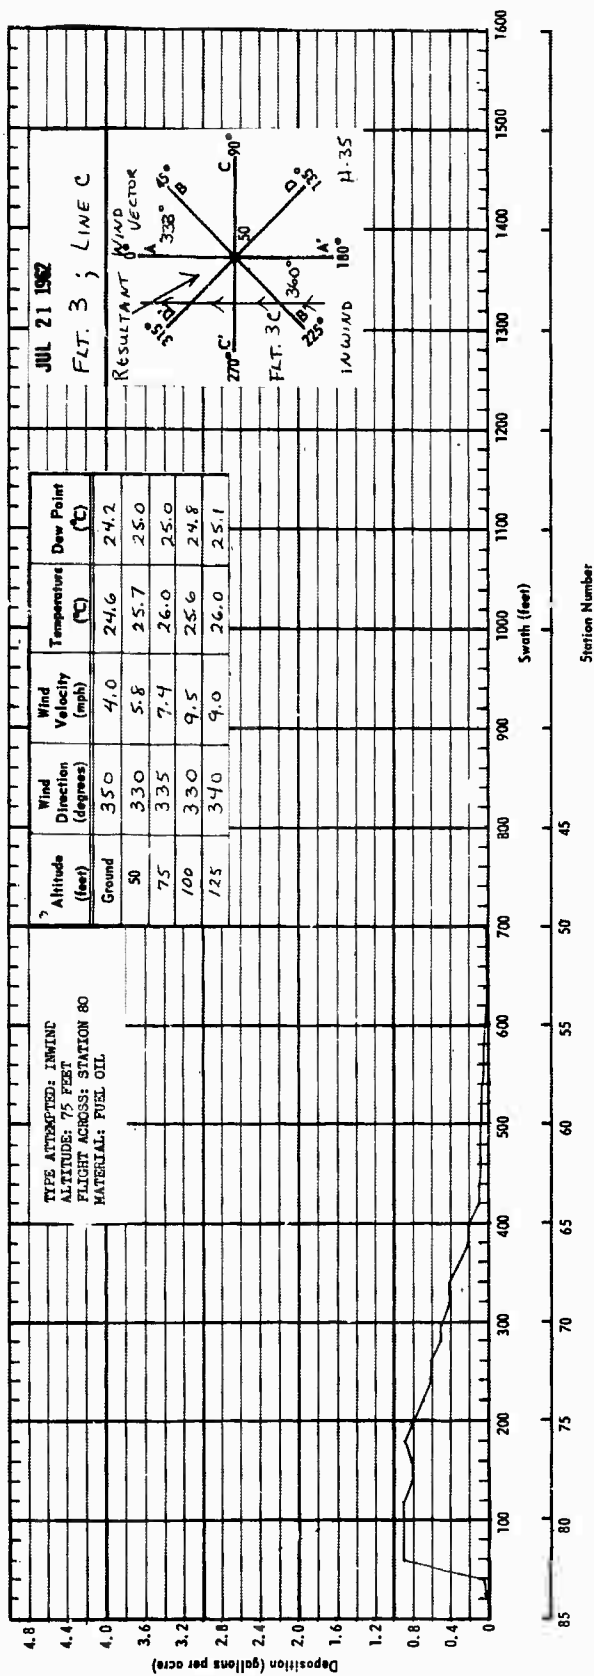 JUL 21 1962
FLT. 3 ; LINE C
RESULTANT WIND VECTOR
338°
0°
A
45°
B
C 90°
D
135°
A'
180°
B'
225°
270° C'
D'
315°
50
360°
FLT. 3
INWIND
H-35
TYPE ATTEMPTED: INWIND
ALTITUDE: 75 FEET
FLIGHT ACROSS: STATION 80
MATERIAL: FUEL OIL
Altitude (feet) Wind Direction (degrees) Wind Velocity (mph) Temperature (°C) Dew Point (°C)
Ground 350 4.0 24.6 24.2
50 330 5.8 25.7 25.0
75 335 7.4 26.0 25.0
100 330 9.5 25.6 24.8
125 340 9.0 26.0 25.1
Deposition (gallons per acre)
4.8
4.4
4.0
3.6
3.2
2.8
2.4
2.0
1.6
1.2
0.8
0.4
0
100 200 300 400 500 600 700 800 900 1000 1100 1200 1300 1400 1500 1600
Swath (feet)
85 80 75 70 65 60 55 50 45
Station Number